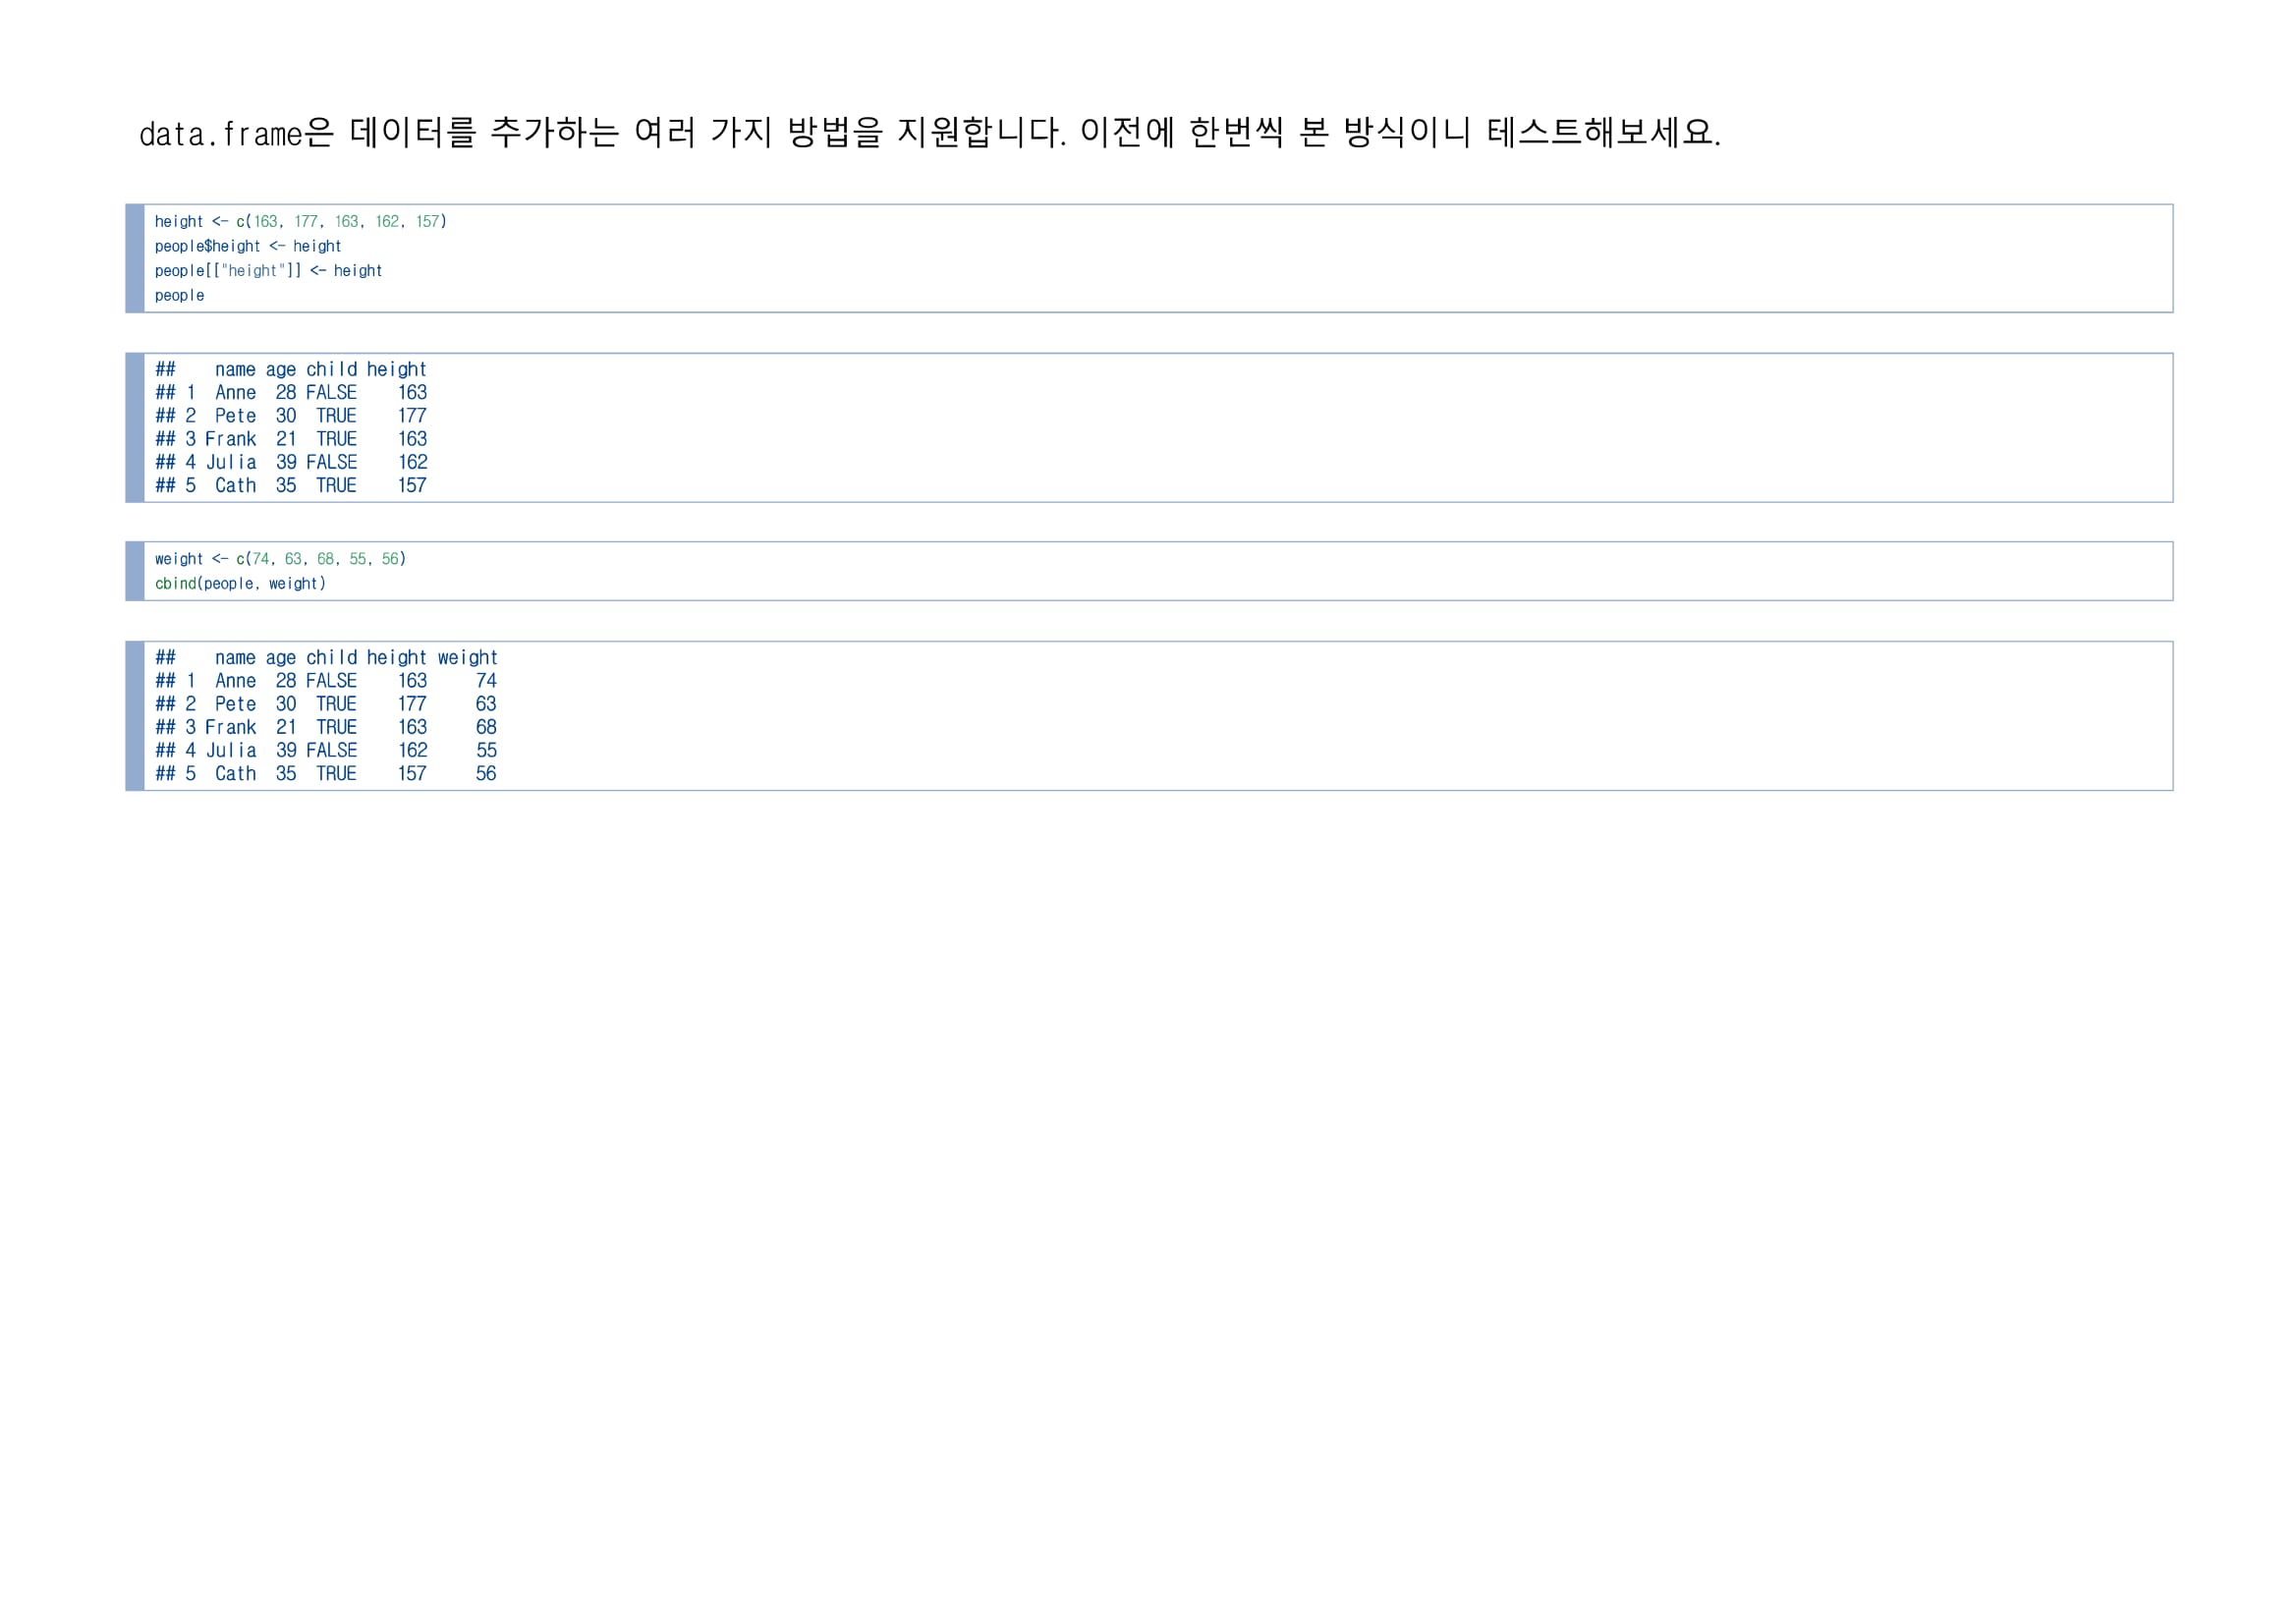 data.frame은 데이터를 추가하는 여러 가지 방법을 지원합니다. 이전에 한번씩 본 방식이니 테스트해보세요.
height <- c(163, 177, 163, 162, 157)
people$height <- height
people[["height"]] <- height
people
##    name age child height
## 1  Anne  28 FALSE    163
## 2  Pete  30  TRUE    177
## 3 Frank  21  TRUE    163
## 4 Julia  39 FALSE    162
## 5  Cath  35  TRUE    157
weight <- c(74, 63, 68, 55, 56)
cbind(people, weight)
##    name age child height weight
## 1  Anne  28 FALSE    163     74
## 2  Pete  30  TRUE    177     63
## 3 Frank  21  TRUE    163     68
## 4 Julia  39 FALSE    162     55
## 5  Cath  35  TRUE    157     56